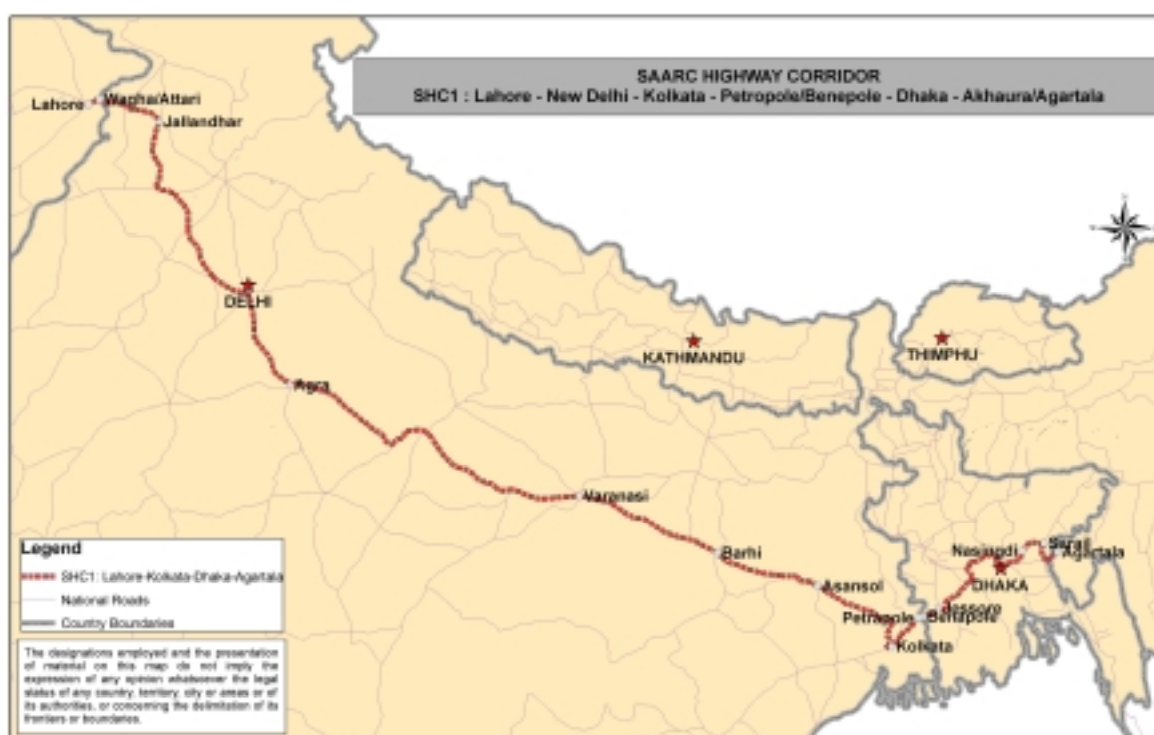 SAARC HIGHWAY CORRIDOR
SHC1 : Lahore - New Delhi - Kolkata - Petropole/Benepole - Dhaka - Akhaura/Agartala
Lahore
Wagha/Attari
Jallandhar
DELHI
KATHMANDU
THIMPHU
Agra
Varanasi
Barhi
Asansol
Narsingdi
Sarail
Agartala
DHAKA
Jessore
Petrapole
Benapole
Kolkata
Legend
SHC1: Lahore-Kolkata-Dhaka-Agartala
National Roads
Country Boundaries
The designations employed and the presentation
of material on this map do not imply the
expression of any opinion whatsoever the legal
status of any country, territory, city or areas or of
its authorities, or concerning the delimitation of its
frontiers or boundaries.